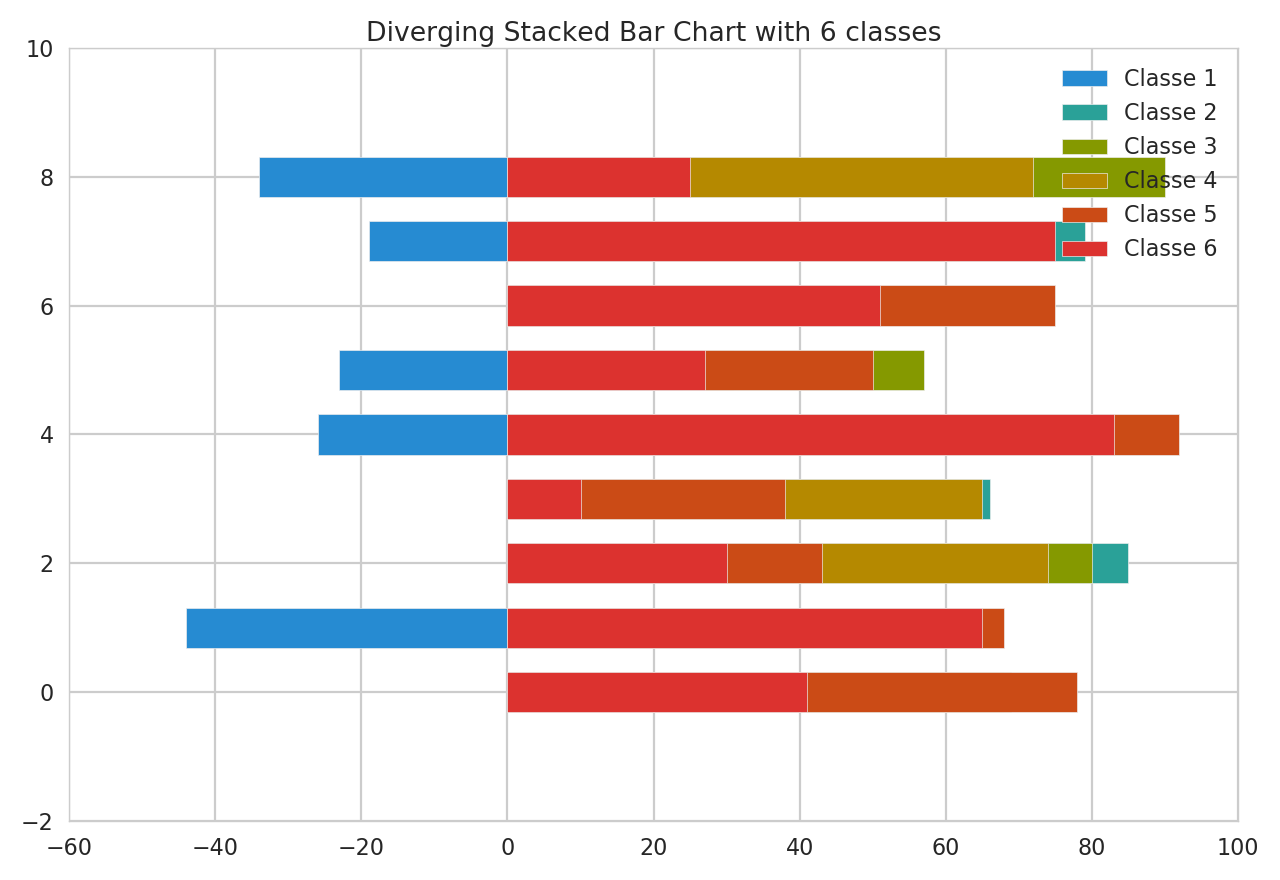 Diverging Stacked Bar Chart with 6 classes
10
8
6
4
2
0
−2
−60 −40 −20 0 20 40 60 80 100
Classe 1
Classe 2
Classe 3
Classe 4
Classe 5
Classe 6